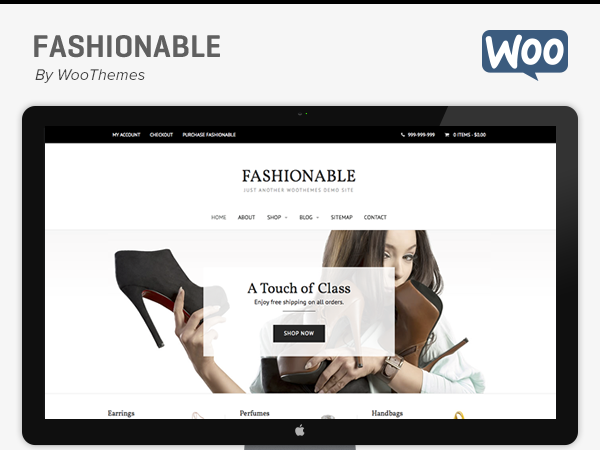 FASHIONABLE
By WooThemes
WOO
MY ACCOUNT CHECKOUT PURCHASE FASHIONABLE 999-999-999 0 ITEMS - $0.00
FASHIONABLE
JUST ANOTHER WOOTHEMES DEMO SITE
HOME ABOUT SHOP BLOG SITEMAP CONTACT
A Touch of Class
Enjoy free shipping on all orders.
SHOP NOW
Earrings Perfumes Handbags